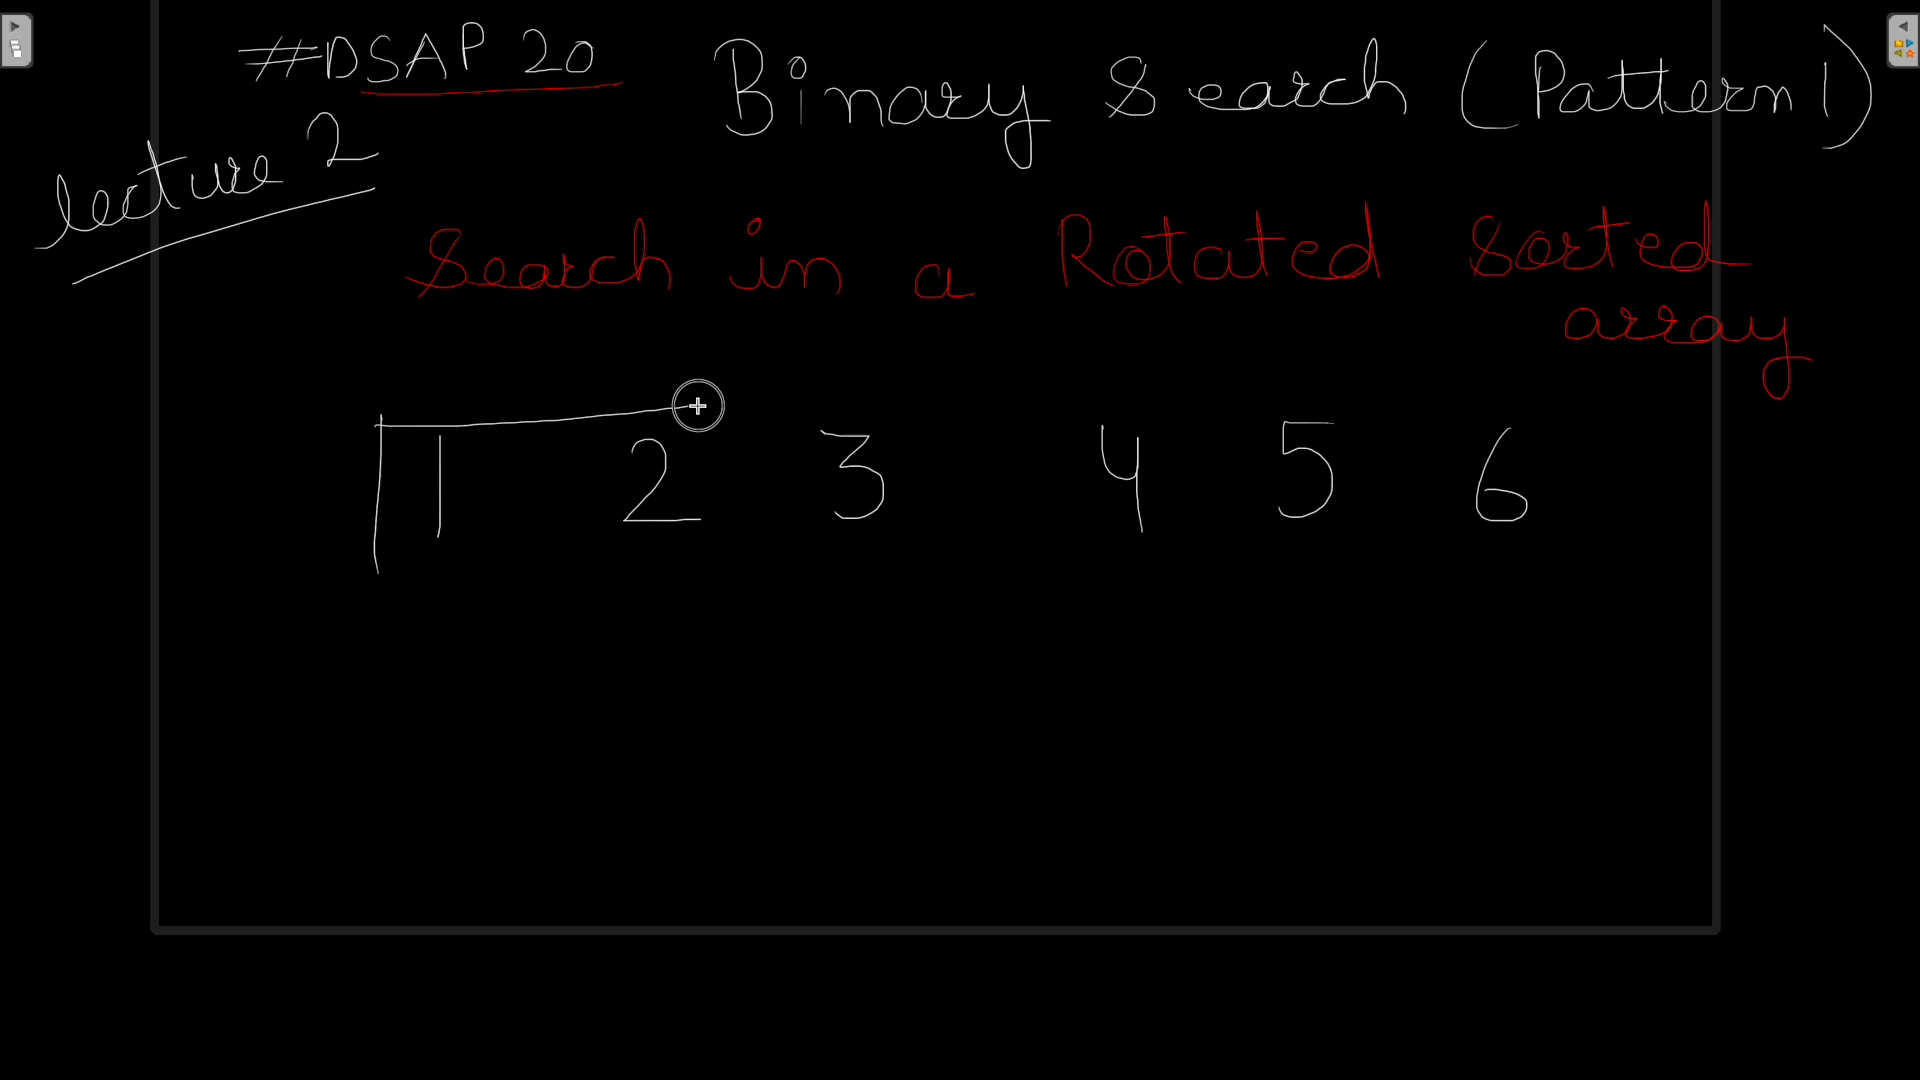 #DSAP 20 Binary Search (Pattern 1)
lecture 2
Search in a Rotated Sorted
array
1 2 3 4 5 6